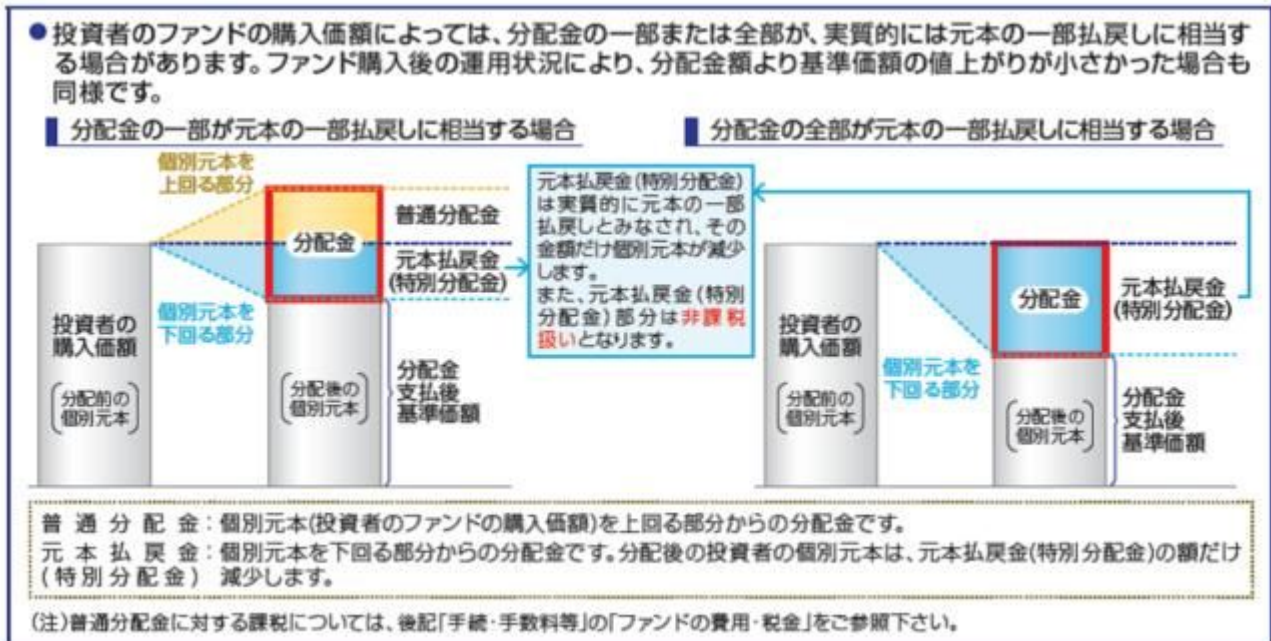 ●投資者のファンドの購入価額によっては、分配金の一部または全部が、実質的には元本の一部払戻しに相当す
る場合があります。ファンド購入後の運用状況により、分配金額より基準価額の値上がりが小さかった場合も
同様です。
分配金の一部が元本の一部払戻しに相当する場合
個別元本を
上回る部分
分配金
普通分配金
元本払戻金
(特別分配金)
個別元本を
下回る部分
投資者の
購入価額
(分配前の
個別元本)
(分配後の
個別元本)
分配金
支払後
基準価額
元本払戻金(特別分配金)
は実質的に元本の一部
払戻しとみなされ、その
金額だけ個別元本が減少
します。
また、元本払戻金(特別
分配金)部分は非課税
扱いとなります。
分配金の全部が元本の一部払戻しに相当する場合
投資者の
購入価額
(分配前の
個別元本)
個別元本を
下回る部分
分配金
元本払戻金
(特別分配金)
(分配後の
個別元本)
分配金
支払後
基準価額
普通分配金:個別元本(投資者のファンドの購入価額)を上回る部分からの分配金です。
元本払戻金:個別元本を下回る部分からの分配金です。分配後の投資者の個別元本は、元本払戻金(特別分配金)の額だけ
(特別分配金) 減少します。
(注)普通分配金に対する課税については、後記「手続・手数料等」の「ファンドの費用・税金」をご参照下さい。